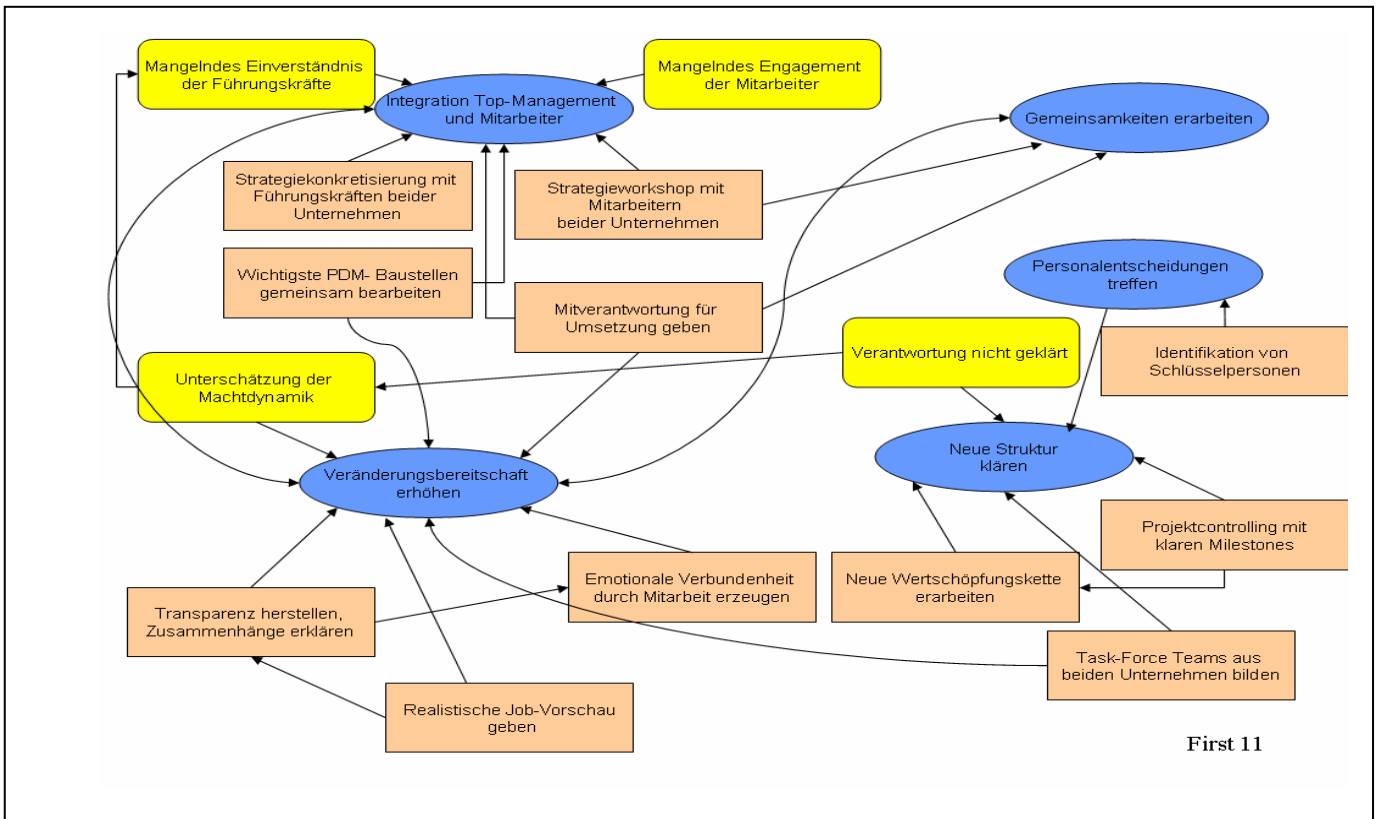 Mangelndes Einverständnis
der Führungskräfte
Mangelndes Engagement
der Mitarbeiter
Integration Top-Management
und Mitarbeiter
Gemeinsamkeiten erarbeiten
Strategiekonkretisierung mit
Führungskräften beider
Unternehmen
Strategieworkshop mit
Mitarbeitern
beider Unternehmen
Wichtigste PDM- Baustellen
gemeinsam bearbeiten
Personalentscheidungen
treffen
Mitverantwortung für
Umsetzung geben
Verantwortung nicht geklärt
Identifikation von
Schlüsselpersonen
Unterschätzung der
Machtdynamik
Neue Struktur
klären
Veränderungsbereitschaft
erhöhen
Projektcontrolling mit
klaren Milestones
Emotionale Verbundenheit
durch Mitarbeit erzeugen
Neue Wertschöpfungskette
erarbeiten
Transparenz herstellen,
Zusammenhänge erklären
Task-Force Teams aus
beiden Unternehmen bilden
Realistische Job-Vorschau
geben
First 11